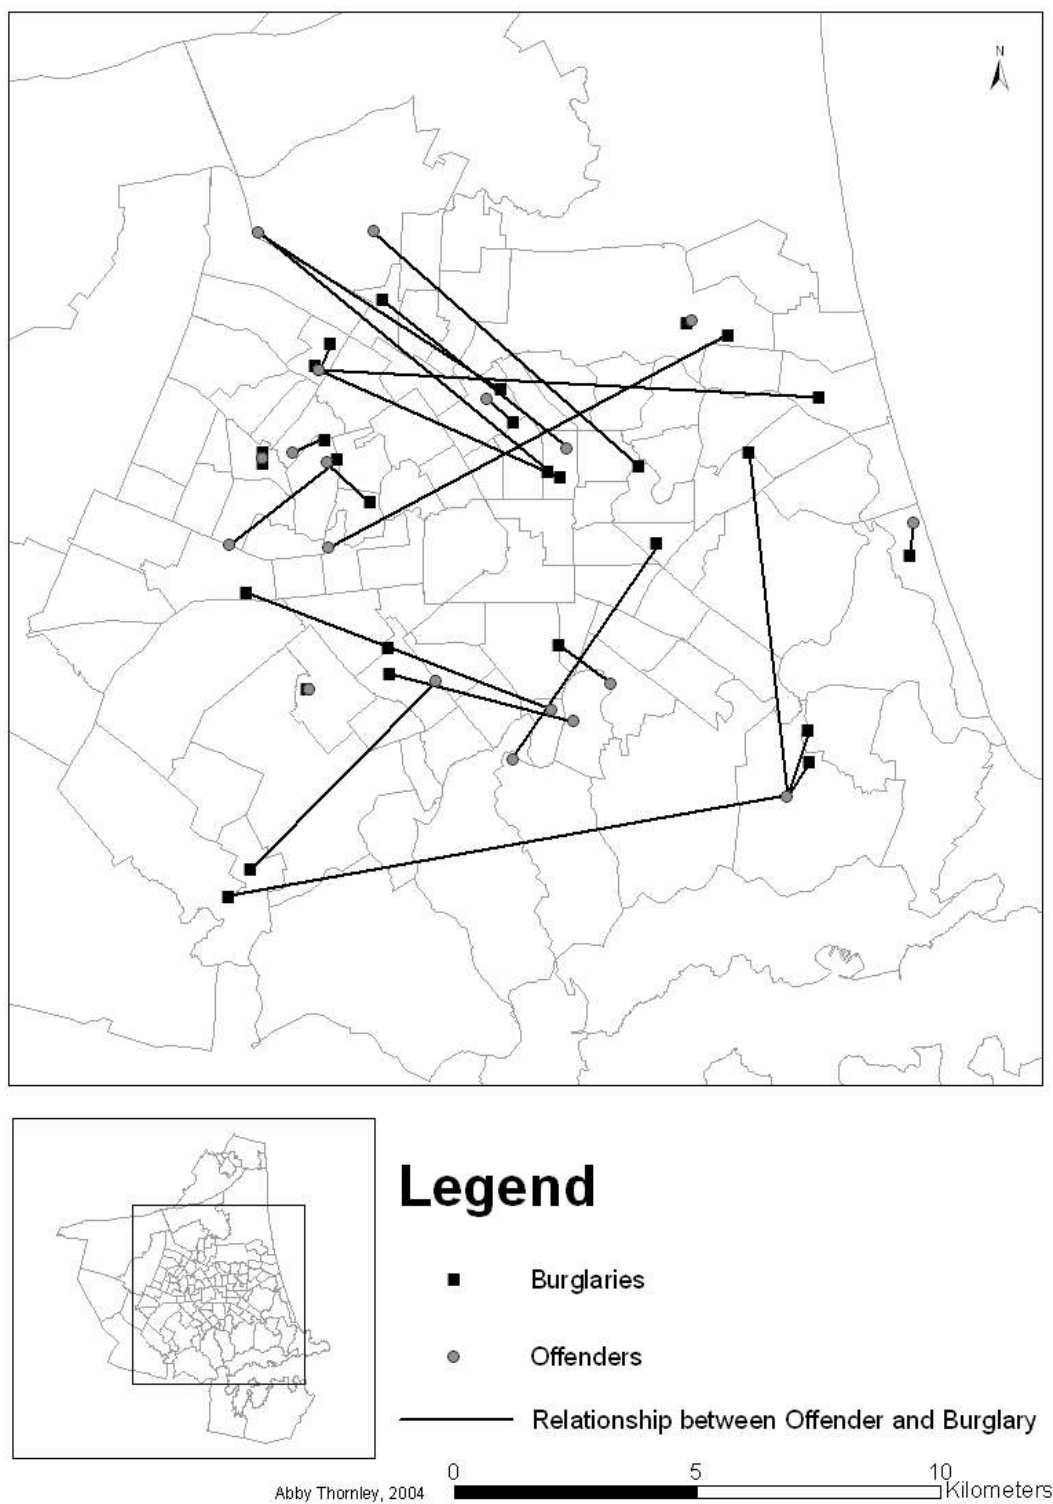 N
Legend
Burglaries
Offenders
Relationship between Offender and Burglary
0 5 10
Kilometers
Abby Thornley, 2004